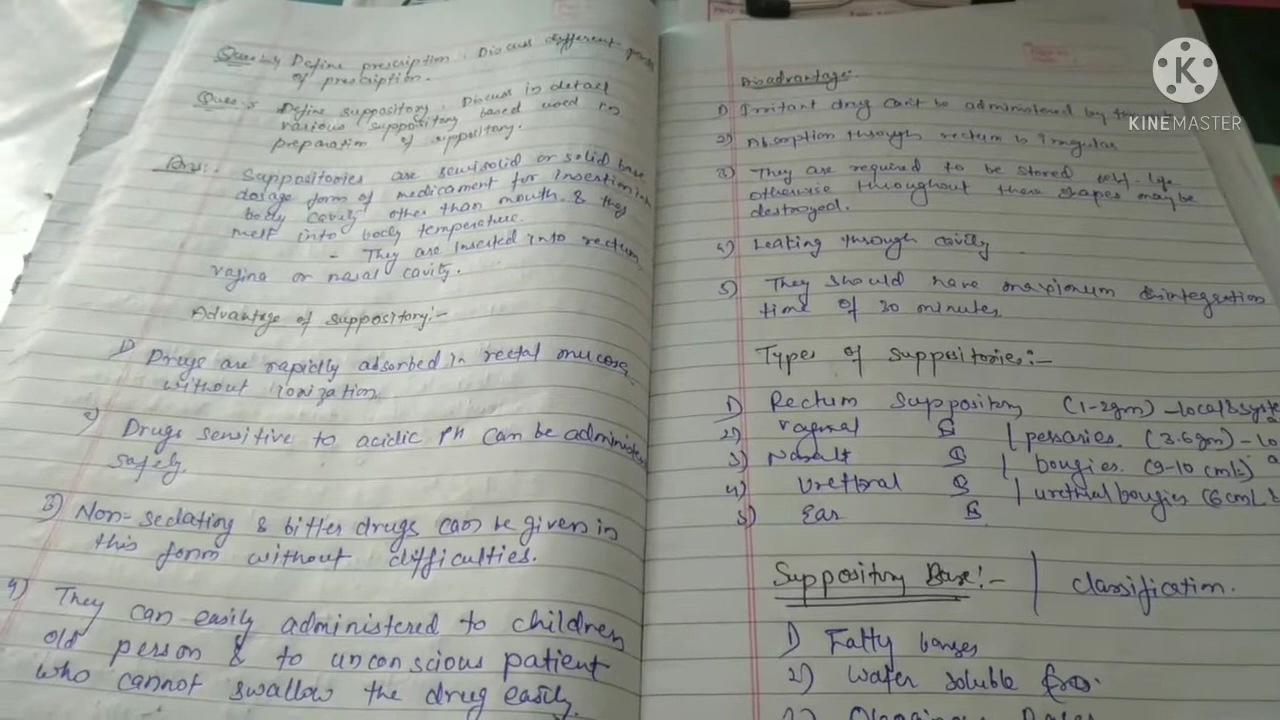 Define prescription. Discuss different
of prescription.
Define suppository. Discuss in detail
various suppository based used in
preparation of suppository.
Ans:- Suppositories are semisolid or solid
dosage form of medicament for insertion
body cavity other than mouth & they
melt into body temperature.
- They are inserted into rectum,
vagina or nasal cavity.
Advantage of suppository:-
1) Drugs are rapidly absorbed in rectal mucosa
without ionization
2) Drugs sensitive to acidic pH can be
safely.
3) Non-sedating & bitter drugs can be given in
this form without difficulties.
4) They can easily administered to children
old person & to unconscious patient
who cannot swallow the drug easily.
Disadvantage:-
1) Irritant drug can't be administered by
2) Absorption through rectum is irregular
3) They are required to be stored
otherwise throughout there shapes may be
destroyed.
4) Leating through cavity
5) They should have maximum disintegration
time of 30 minutes
Types of suppositories:-
1) Rectum suppository (1-2gm) - local &
2) vaginal S | pessaries. (3.6gm) -
3) Nasal S | bougies. (9-10 cm
4) Urethral S | urethral bougies (6 cm
5) Ear S
Suppository Base:- | classification.
1) Fatty
2) Water soluble
KINEMASTER